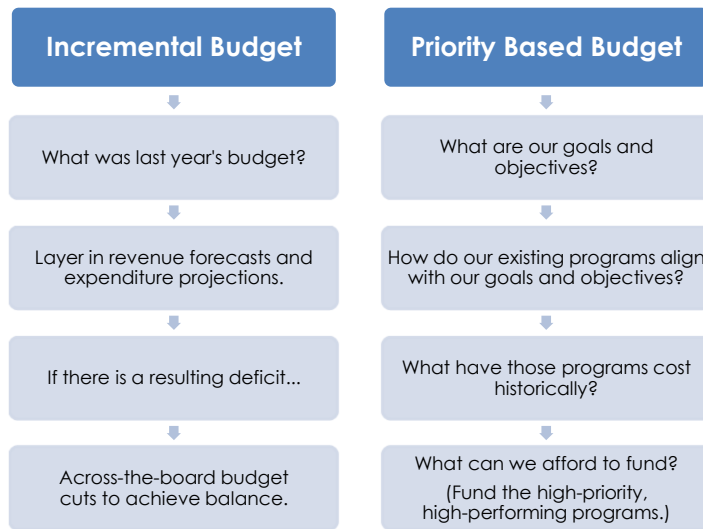 Incremental Budget
What was last year's budget?
Layer in revenue forecasts and
expenditure projections.
If there is a resulting deficit...
Across-the-board budget
cuts to achieve balance.
Priority Based Budget
What are our goals and
objectives?
How do our existing programs align
with our goals and objectives?
What have those programs cost
historically?
What can we afford to fund?
(Fund the high-priority,
high-performing programs.)